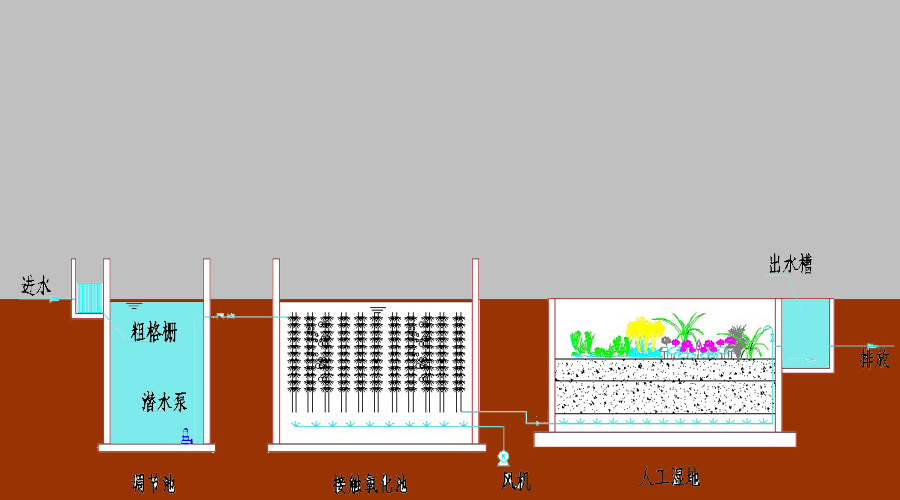 出水槽
进水
粗格栅
排放
潜水泵
调节池
接触氧化池
风机
人工湿地